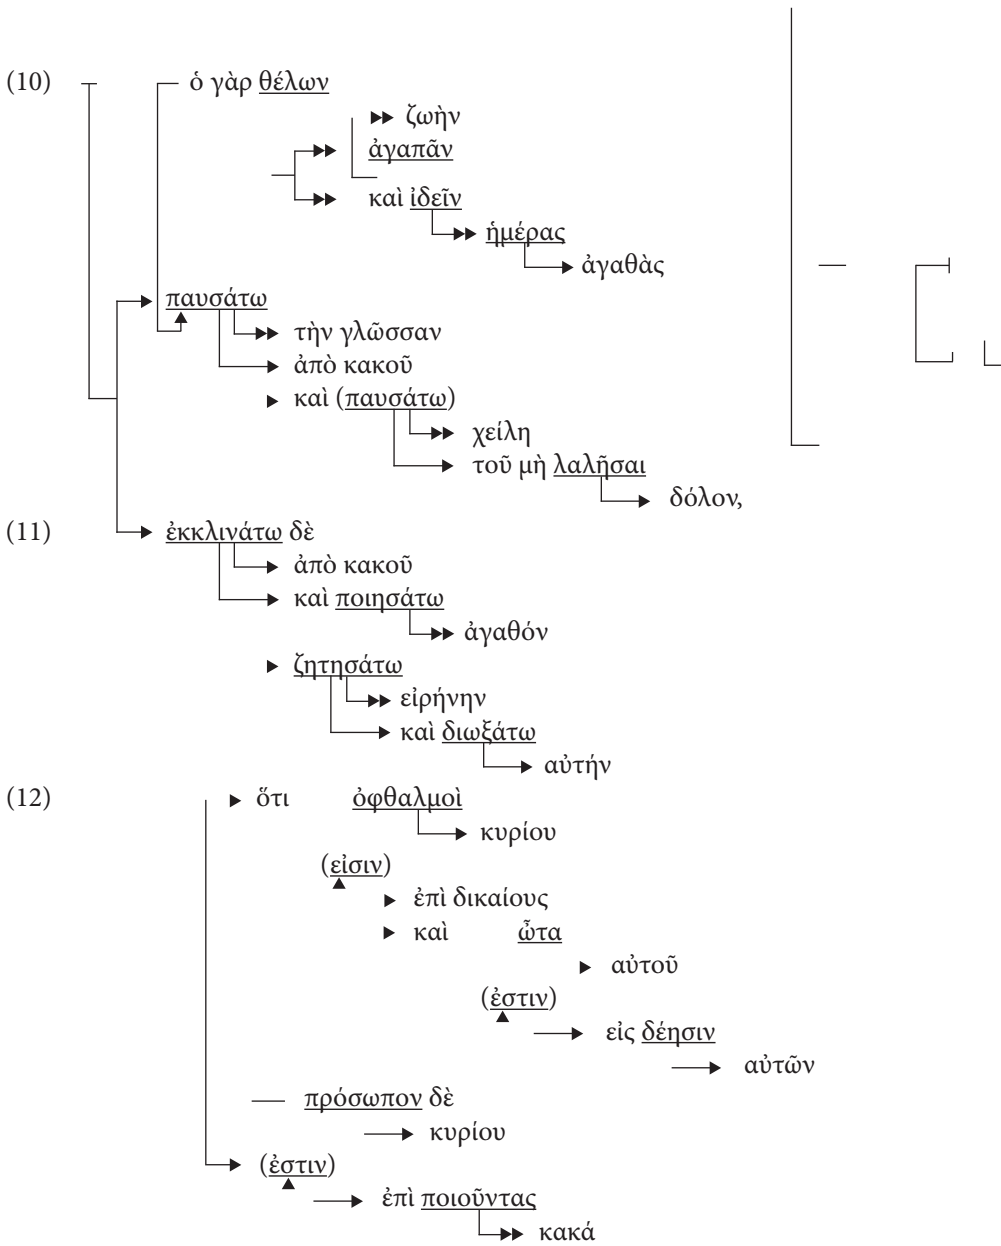 (10) ὁ γὰρ θέλων
ζωὴν
ἀγαπᾶν
καὶ ἰδεῖν
ἡμέρας
ἀγαθὰς
παυσάτω
τὴν γλῶσσαν
ἀπὸ κακοῦ
καὶ (παυσάτω)
χείλη
τοῦ μὴ λαλῆσαι
δόλον,
(11) ἐκκλινάτω δὲ
ἀπὸ κακοῦ
καὶ ποιησάτω
ἀγαθόν
ζητησάτω
εἰρήνην
καὶ διωξάτω
αὐτήν
(12) ὅτι ὀφθαλμοὶ
κυρίου
(εἰσιν)
ἐπὶ δικαίους
καὶ ὦτα
αὐτοῦ
(ἐστιν)
εἰς δέησιν
αὐτῶν
πρόσωπον δὲ
κυρίου
(ἐστιν)
ἐπὶ ποιοῦντας
κακά